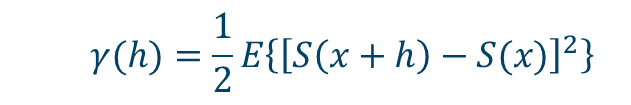 γ(h) = 1/2 E{[S(x + h) − S(x)]²}